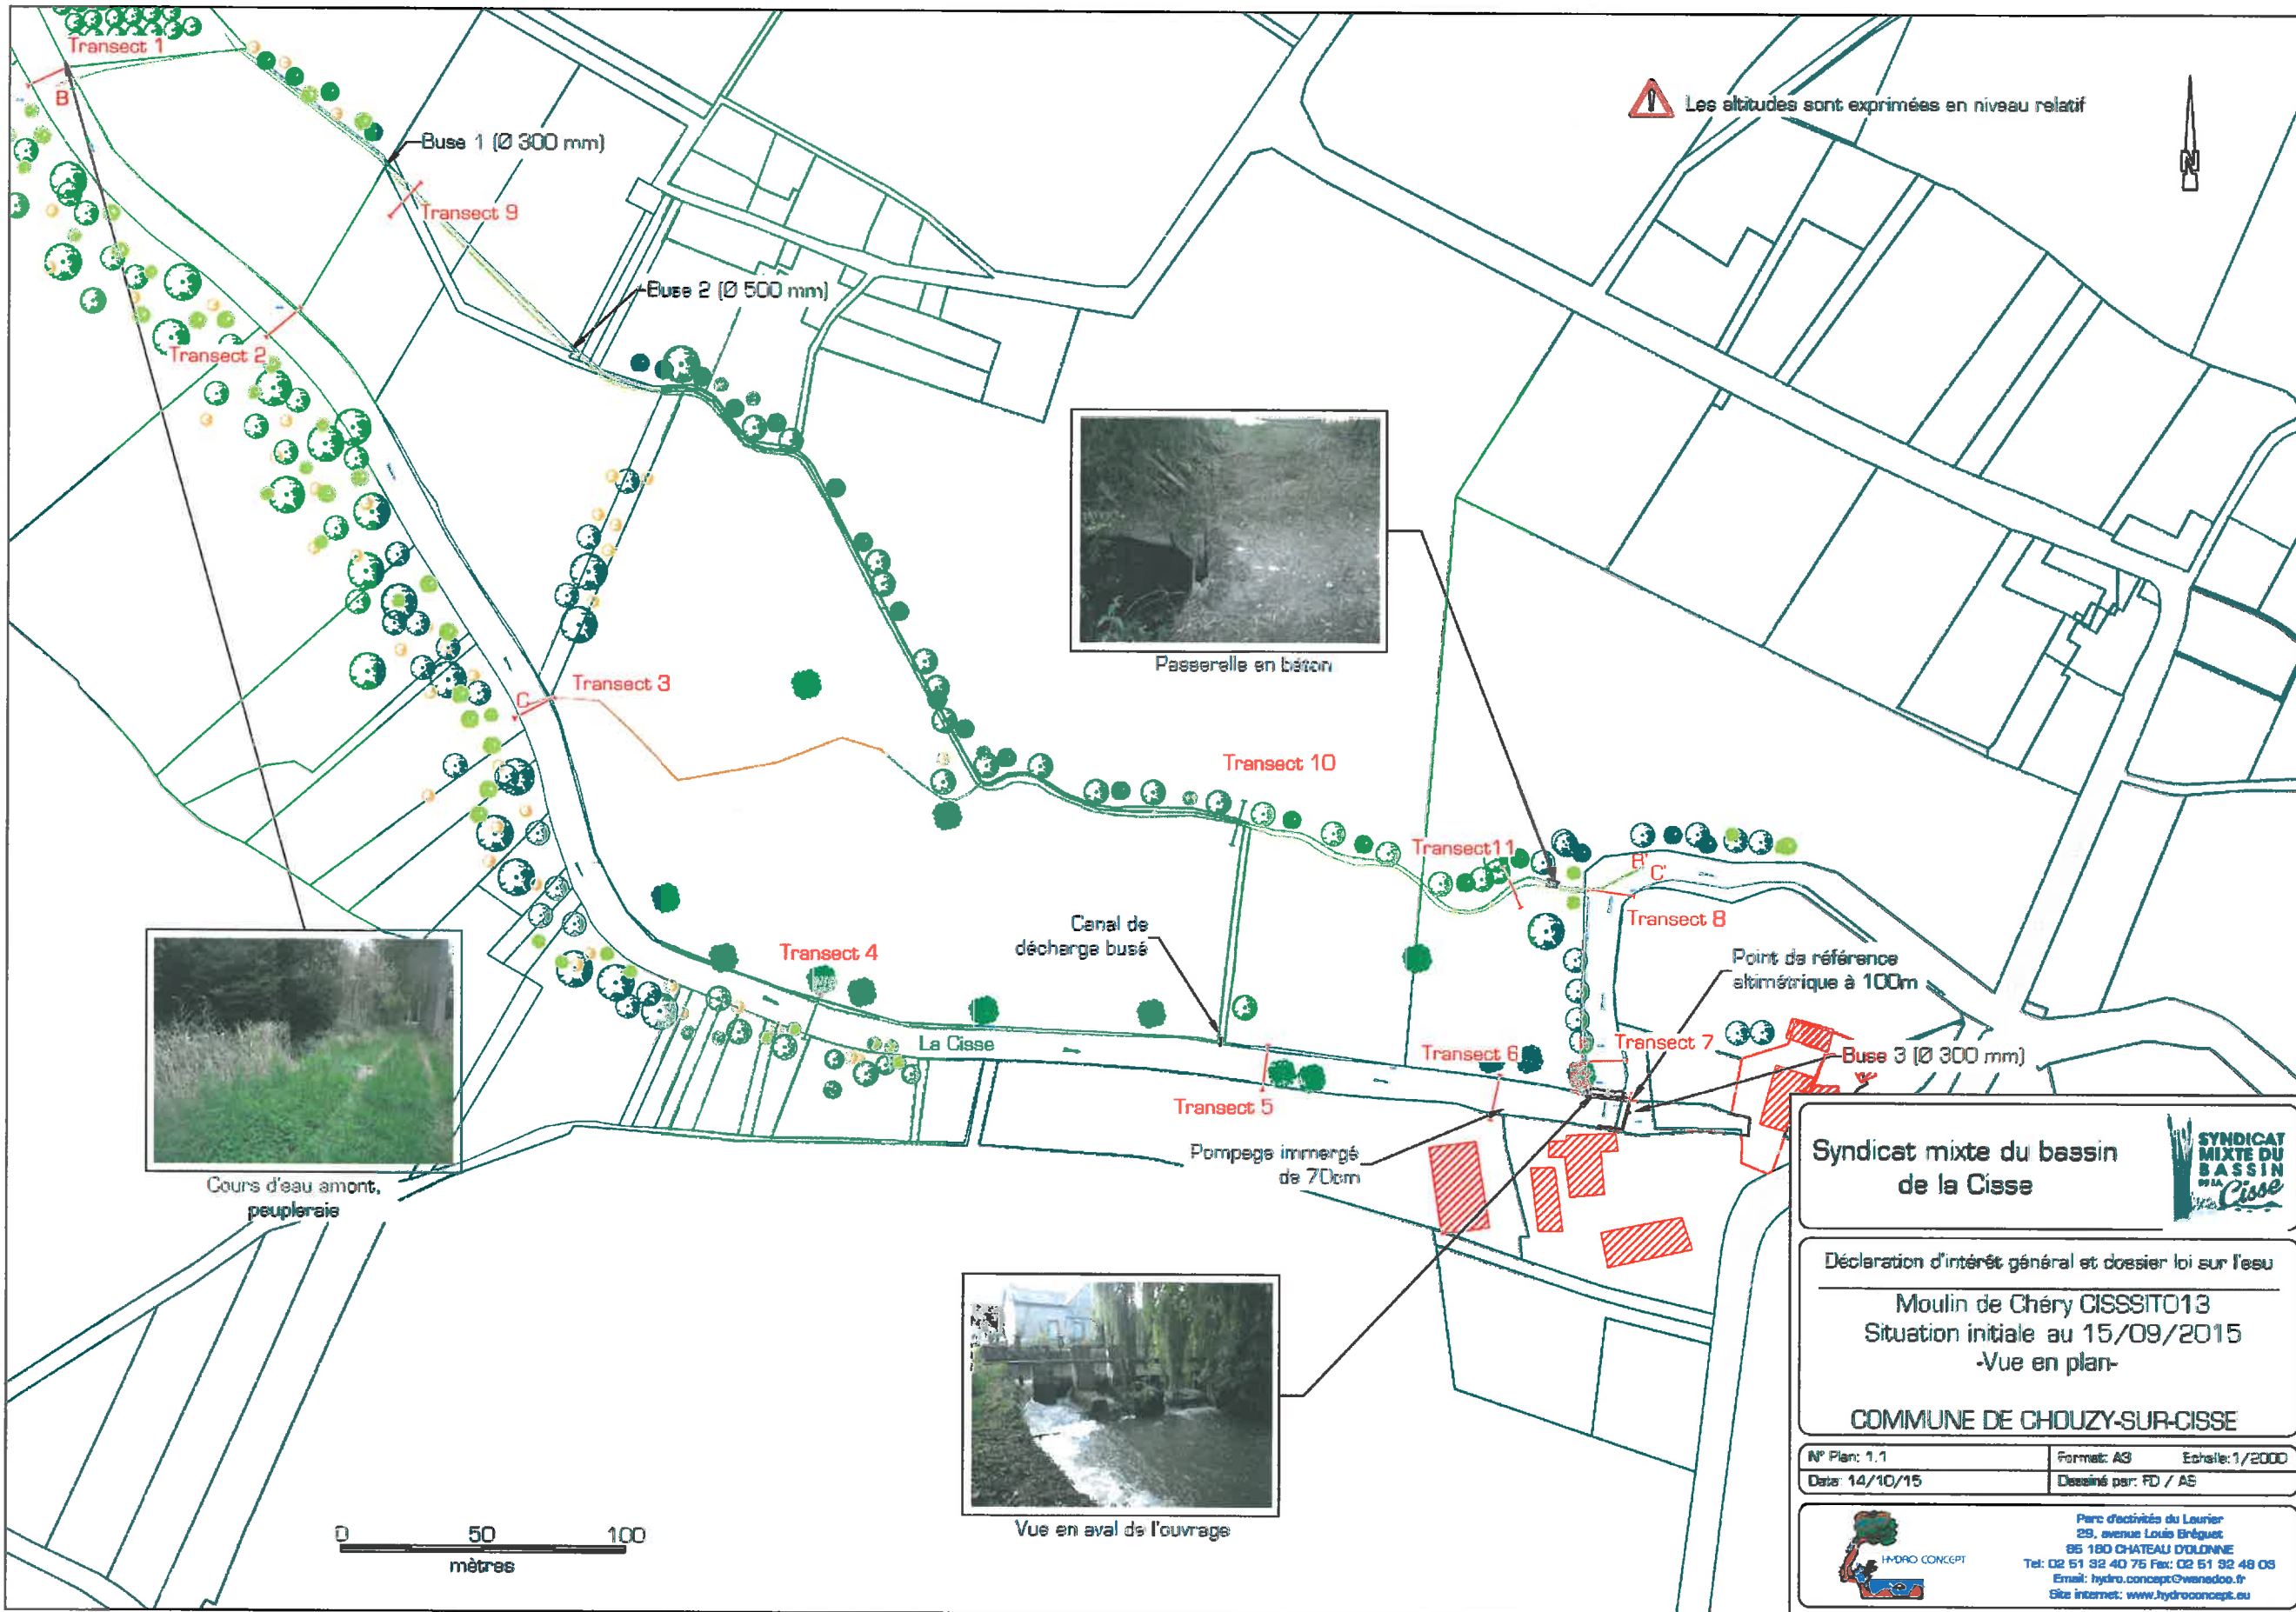 Transect 1
B
Buse 1 (Ø 300 mm)
Transect 9
Buse 2 (Ø 500 mm)
Transect 2
Les altitudes sont exprimées en niveau relatif
N
Passerelle en béton
Transect 3
C
Transect 10
Transect11
B'
C'
Transect 8
Canal de
décharge busé
Transect 4
Point de référence
altimétrique à 100m
La Cisse
Transect 6
Transect 7
Buse 3 (Ø 300 mm)
Transect 5
Pompage immergé
de 70cm
Cours d'eau amont,
peupleraie
Vue en aval de l'ouvrage
0 50 100
mètres
Syndicat mixte du bassin
de la Cisse
SYNDICAT
MIXTE DU
BASSIN
DE LA
Cisse
Déclaration d'intérêt général et dossier loi sur l'eau
Moulin de Chéry CISSSIT013
Situation initiale au 15/09/2015
-Vue en plan-
COMMUNE DE CHOUZY-SUR-CISSE
N° Plan: 1.1
Format: A3 Echelle: 1/2000
Date: 14/10/15
Dessiné par: FD / AS
HYDRO CONCEPT
Parc d'activités du Laurier
29, avenue Louis Bréguet
85 180 CHATEAU D'OLONNE
Tel: 02 51 32 40 75 Fax: 02 51 32 48 03
Email: hydro.concept@wanadoo.fr
Site internet: www.hydroconcept.eu